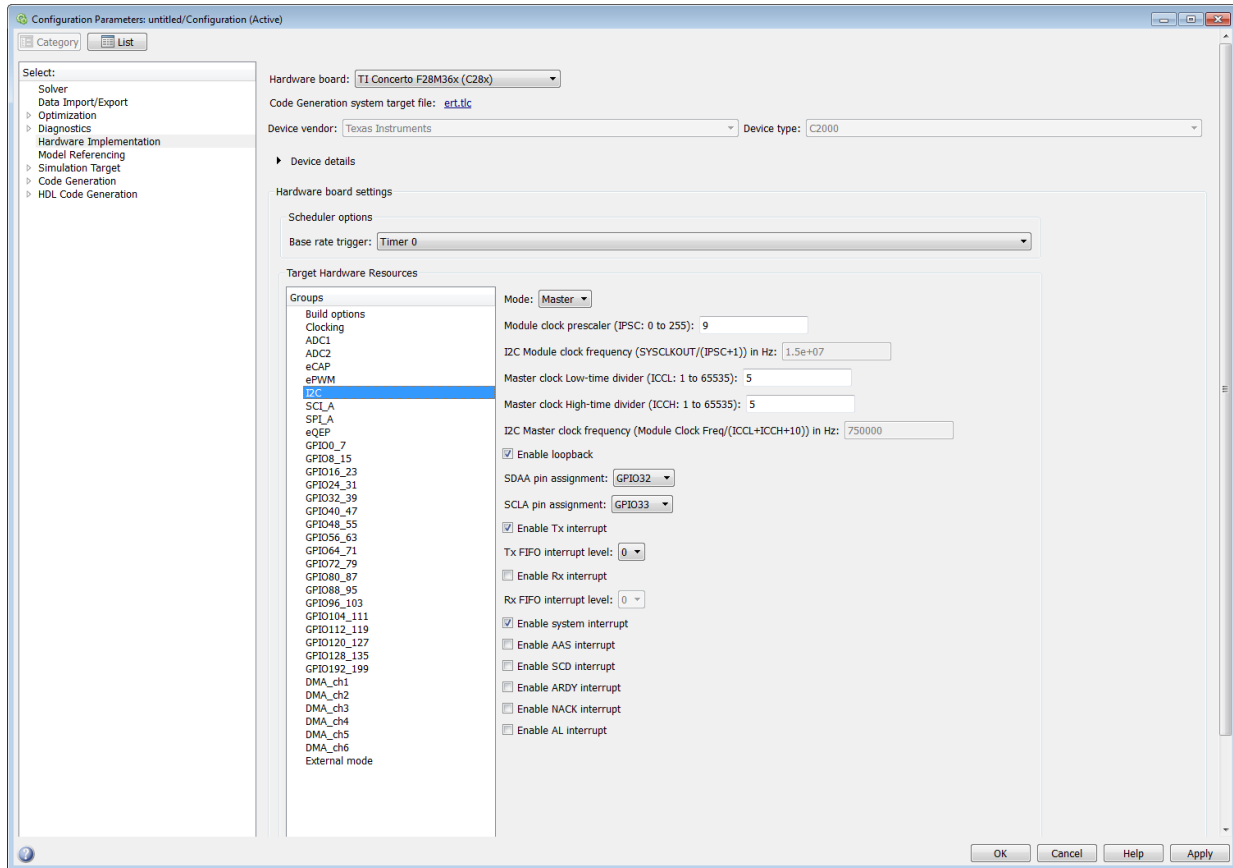 Configuration Parameters: untitled/Configuration (Active)
Category
List
Select:
Solver
Data Import/Export
Optimization
Diagnostics
Hardware Implementation
Model Referencing
Simulation Target
Code Generation
HDL Code Generation
Hardware board: TI Concerto F28M36x (C28x)
Code Generation system target file: ert.tlc
Device vendor: Texas Instruments Device type: C2000
Device details
Hardware board settings
Scheduler options
Base rate trigger: Timer 0
Target Hardware Resources
Groups
Build options
Clocking
ADC1
ADC2
eCAP
ePWM
I2C
SCI_A
SPI_A
eQEP
GPIO0_7
GPIO8_15
GPIO16_23
GPIO24_31
GPIO32_39
GPIO40_47
GPIO48_55
GPIO56_63
GPIO64_71
GPIO72_79
GPIO80_87
GPIO88_95
GPIO96_103
GPIO104_111
GPIO112_119
GPIO120_127
GPIO128_135
GPIO192_199
DMA_ch1
DMA_ch2
DMA_ch3
DMA_ch4
DMA_ch5
DMA_ch6
External mode
Mode: Master
Module clock prescaler (IPSC: 0 to 255): 9
I2C Module clock frequency (SYSCLKOUT/(IPSC+1)) in Hz: 1.5e+07
Master clock Low-time divider (ICCL: 1 to 65535): 5
Master clock High-time divider (ICCH: 1 to 65535): 5
I2C Master clock frequency (Module Clock Freq/(ICCL+ICCH+10)) in Hz: 750000
Enable loopback
SDAA pin assignment: GPIO32
SCLA pin assignment: GPIO33
Enable Tx interrupt
Tx FIFO interrupt level: 0
Enable Rx interrupt
Rx FIFO interrupt level: 0
Enable system interrupt
Enable AAS interrupt
Enable SCD interrupt
Enable ARDY interrupt
Enable NACK interrupt
Enable AL interrupt
OK
Cancel
Help
Apply